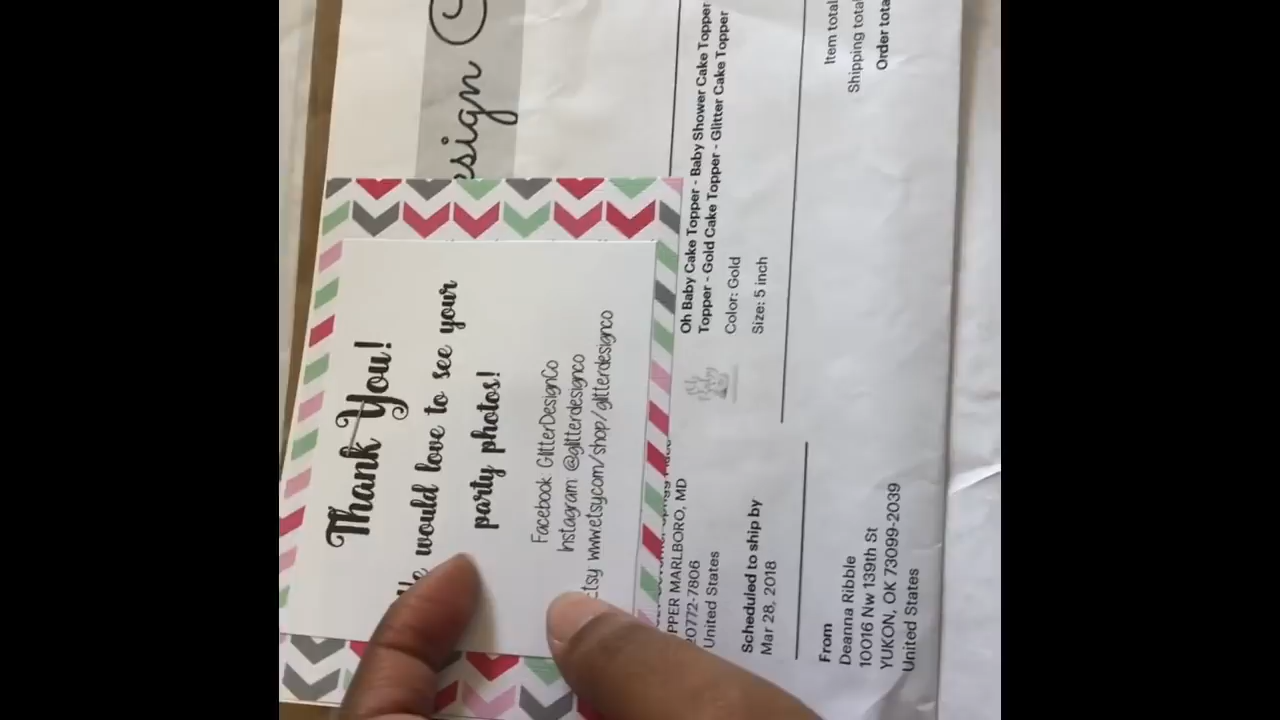 esign
Thank You!
We would love to see your
party photos!
Facebook: GlitterDesignCo
Instagram: @glitterdesignco
Etsy www.etsy.com/shop/glitterdesignco
Oh Baby Cake Topper - Baby Shower Cake Topper
Topper - Gold Cake Topper - Glitter Cake Topper
Color: Gold
Size: 5 inch
Item total
Shipping total
Order tota
PPER MARLBORO, MD
20772-7806
United States
Scheduled to ship by
Mar 28, 2018
From
Deanna Ribble
10016 Nw 139th St
YUKON, OK 73099-2039
United States